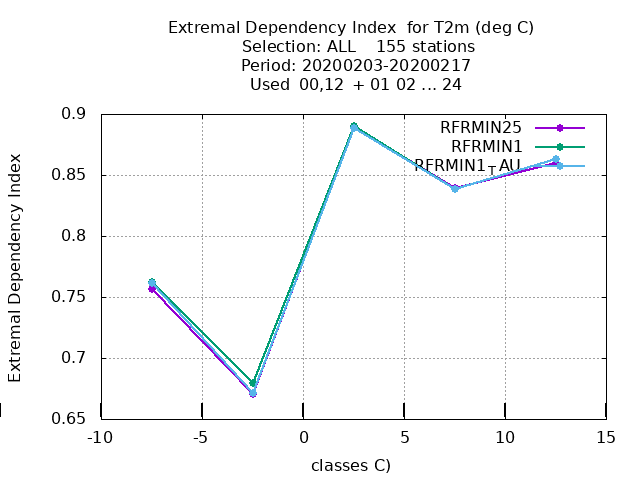 Extremal Dependency Index  for T2m (deg C)
Selection: ALL    155 stations
Period: 20200203-20200217
Used  00,12  + 01 02 ... 24
0.9
0.85
0.8
0.75
0.7
0.65
Extremal Dependency Index
RFRMIN25
RFRMIN1
RFRMIN1TAU
-10
-5
0
5
10
15
classes C)